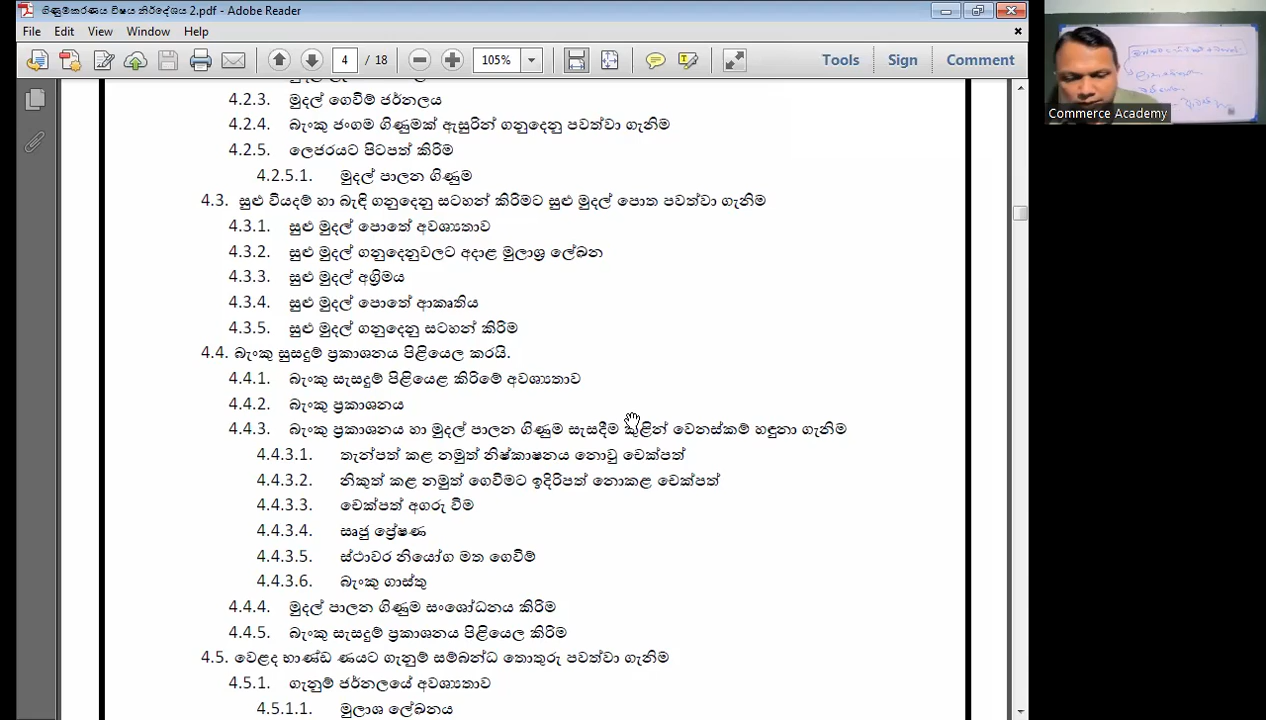 ගිණුම්කරණය විෂය නිර්දේශය 2.pdf - Adobe Reader
File Edit View Window Help
4 / 18 105% Tools Sign Comment
4.2.3. මුදල් ගෙවීම් ජර්නලය
4.2.4. බැංකු ජංගම ගිණුමක් ඇසුරින් ගනුදෙනු පවත්වා ගැනීම
4.2.5. ලෙජරයට පිටපත් කිරීම
4.2.5.1. මුදල් පාලන ගිණුම
4.3. සුළු වියදම් හා බැඳි ගනුදෙනු සටහන් කිරීමට සුළු මුදල් පොත පවත්වා ගැනීම
4.3.1. සුළු මුදල් පොතේ අවශ්‍යතාව
4.3.2. සුළු මුදල් ගනුදෙනුවලට අදාළ මුලාශ්‍ර ලේඛන
4.3.3. සුළු මුදල් අග්‍රිමය
4.3.4. සුළු මුදල් පොතේ ආකෘතිය
4.3.5. සුළු මුදල් ගනුදෙනු සටහන් කිරීම
4.4. බැංකු සුසඳුම් ප්‍රකාශනය පිළියෙල කරයි.
4.4.1. බැංකු සැසඳුම් පිළියෙළ කිරීමේ අවශ්‍යතාව
4.4.2. බැංකු ප්‍රකාශනය
4.4.3. බැංකු ප්‍රකාශනය හා මුදල් පාලන ගිණුම සැසඳීම තුළින් වෙනස්කම් හඳුනා ගැනීම
4.4.3.1. තැන්පත් කළ නමුත් නිෂ්කාෂනය නොවු චෙක්පත්
4.4.3.2. නිකුත් කළ නමුත් ගෙවීමට ඉදිරිපත් නොකළ චෙක්පත්
4.4.3.3. චෙක්පත් අගරු වීම
4.4.3.4. සෘජු ප්‍රේෂණ
4.4.3.5. ස්ථාවර නියෝග මත ගෙවීම්
4.4.3.6. බැංකු ගාස්තු
4.4.4. මුදල් පාලන ගිණුම සංශෝධනය කිරීම
4.4.5. බැංකු සැසඳුම් ප්‍රකාශනය පිළියෙල කිරීම
4.5. වෙළඳ භාණ්ඩ ණයට ගැනුම් සම්බන්ධ තොතුරු පවත්වා ගැනීම
4.5.1. ගැනුම් ජර්නලයේ අවශ්‍යතාව
4.5.1.1. මුලාශ ලේඛනය
Commerce Academy